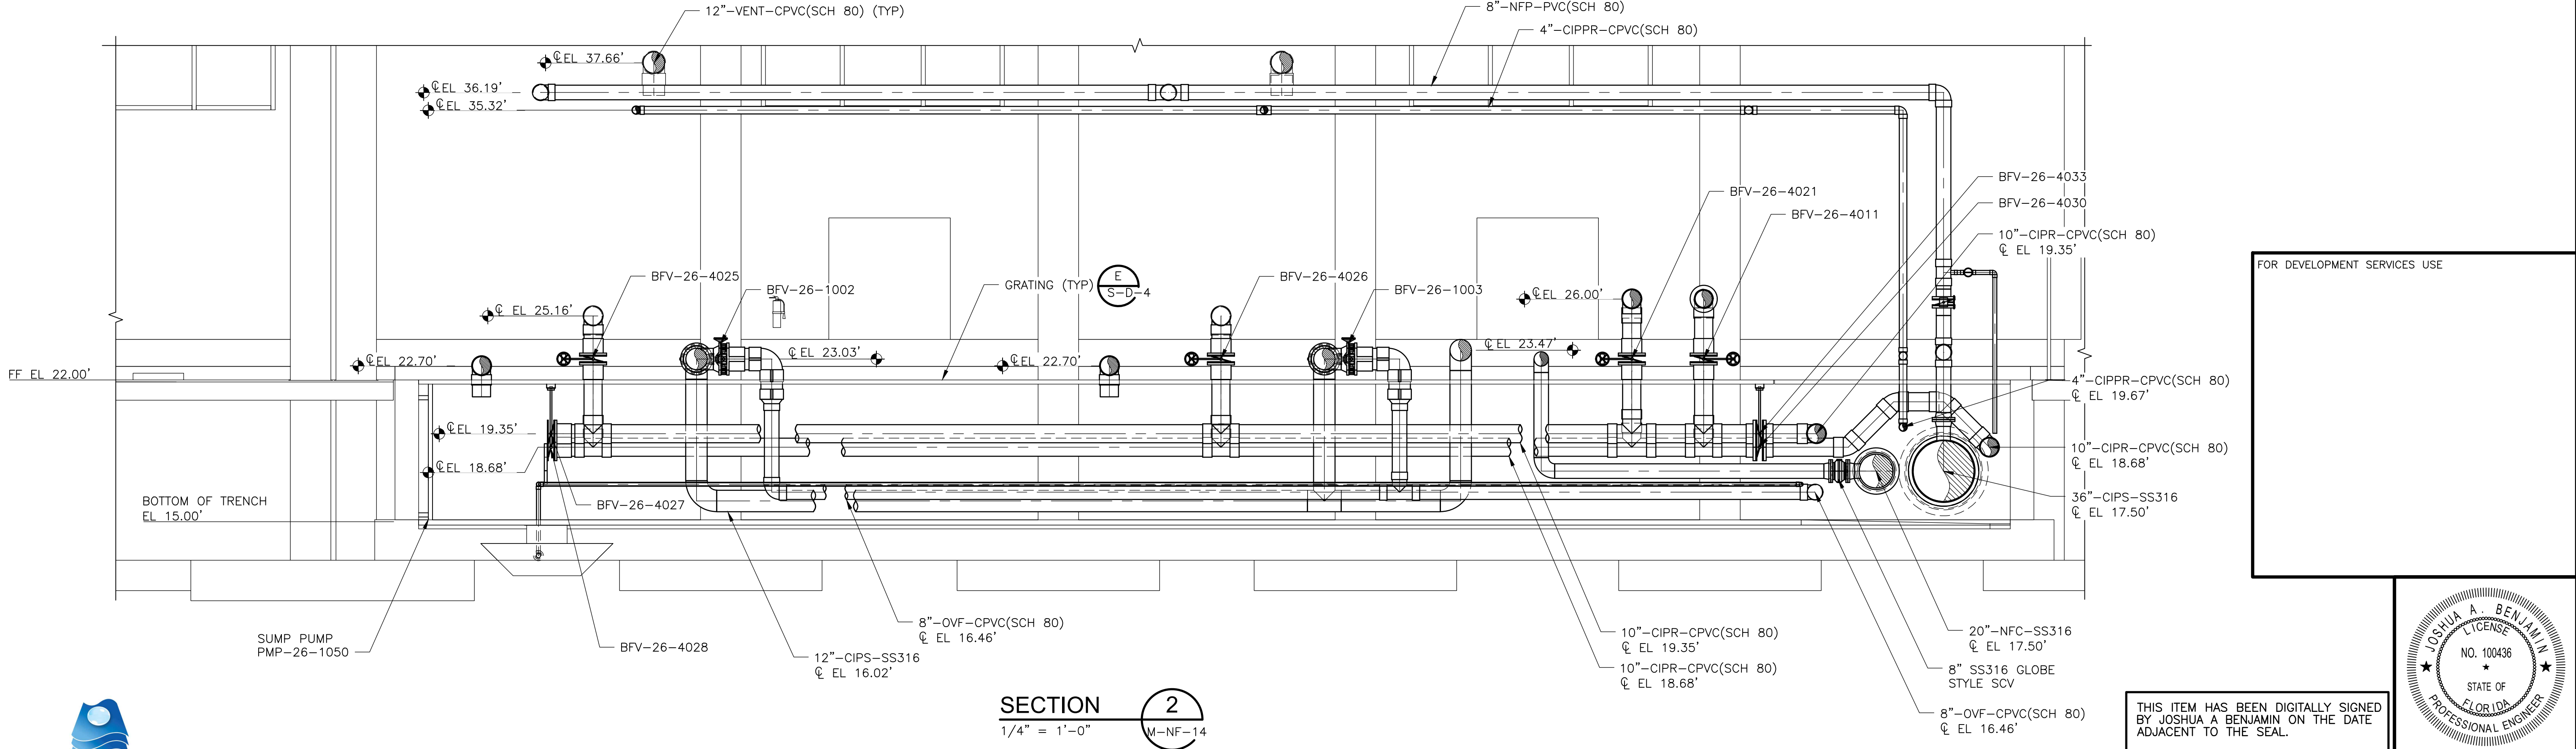 12"-VENT-CPVC(SCH 80) (TYP)
8"-NFP-PVC(SCH 80)
4"-CIPPR-CPVC(SCH 80)
℄ EL 37.66'
℄ EL 36.19'
℄ EL 35.32'
BFV-26-4033
BFV-26-4030
BFV-26-4021
BFV-26-4011
10"-CIPR-CPVC(SCH 80)
℄ EL 19.35'
FOR DEVELOPMENT SERVICES USE
BFV-26-4025
BFV-26-1002
GRATING (TYP)
E
S-D-4
BFV-26-4026
BFV-26-1003
℄ EL 26.00'
℄ EL 25.16'
℄ EL 22.70'
℄ EL 23.03'
℄ EL 22.70'
℄ EL 23.47'
FF EL 22.00'
4"-CIPPR-CPVC(SCH 80)
℄ EL 19.67'
℄ EL 19.35'
℄ EL 18.68'
10"-CIPR-CPVC(SCH 80)
℄ EL 18.68'
BOTTOM OF TRENCH
EL 15.00'
BFV-26-4027
36"-CIPS-SS316
℄ EL 17.50'
SUMP PUMP
PMP-26-1050
BFV-26-4028
8"-OVF-CPVC(SCH 80)
℄ EL 16.46'
12"-CIPS-SS316
℄ EL 16.02'
10"-CIPR-CPVC(SCH 80)
℄ EL 19.35'
10"-CIPR-CPVC(SCH 80)
℄ EL 18.68'
20"-NFC-SS316
℄ EL 17.50'
8" SS316 GLOBE
STYLE SCV
8"-OVF-CPVC(SCH 80)
℄ EL 16.46'
SECTION
1/4" = 1'-0"
2
M-NF-14
THIS ITEM HAS BEEN DIGITALLY SIGNED
BY JOSHUA A BENJAMIN ON THE DATE
ADJACENT TO THE SEAL.
JOSHUA A. BENJAMIN
LICENSE
NO. 100436
STATE OF
FLORIDA
PROFESSIONAL ENGINEER